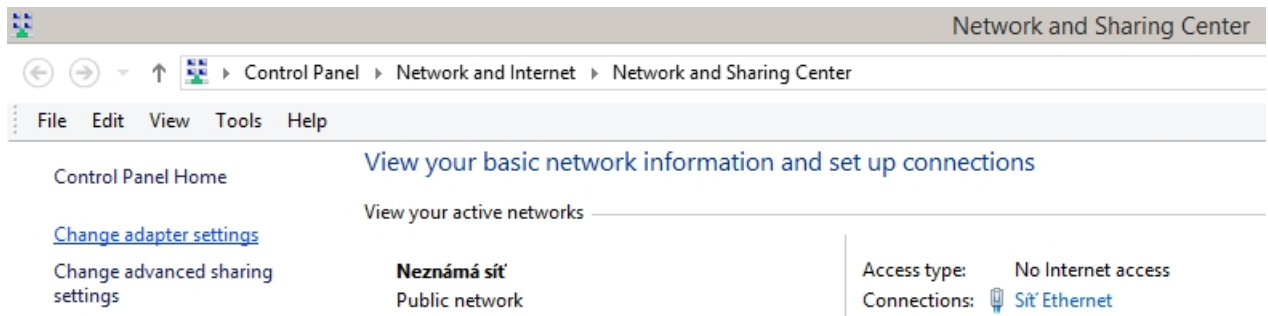 Network and Sharing Center
Control Panel Network and Internet Network and Sharing Center
File Edit View Tools Help
Control Panel Home
View your basic network information and set up connections
View your active networks
Change adapter settings
Change advanced sharing
settings
Neznámá síť
Public network
Access type: No Internet access
Connections: Síť Ethernet